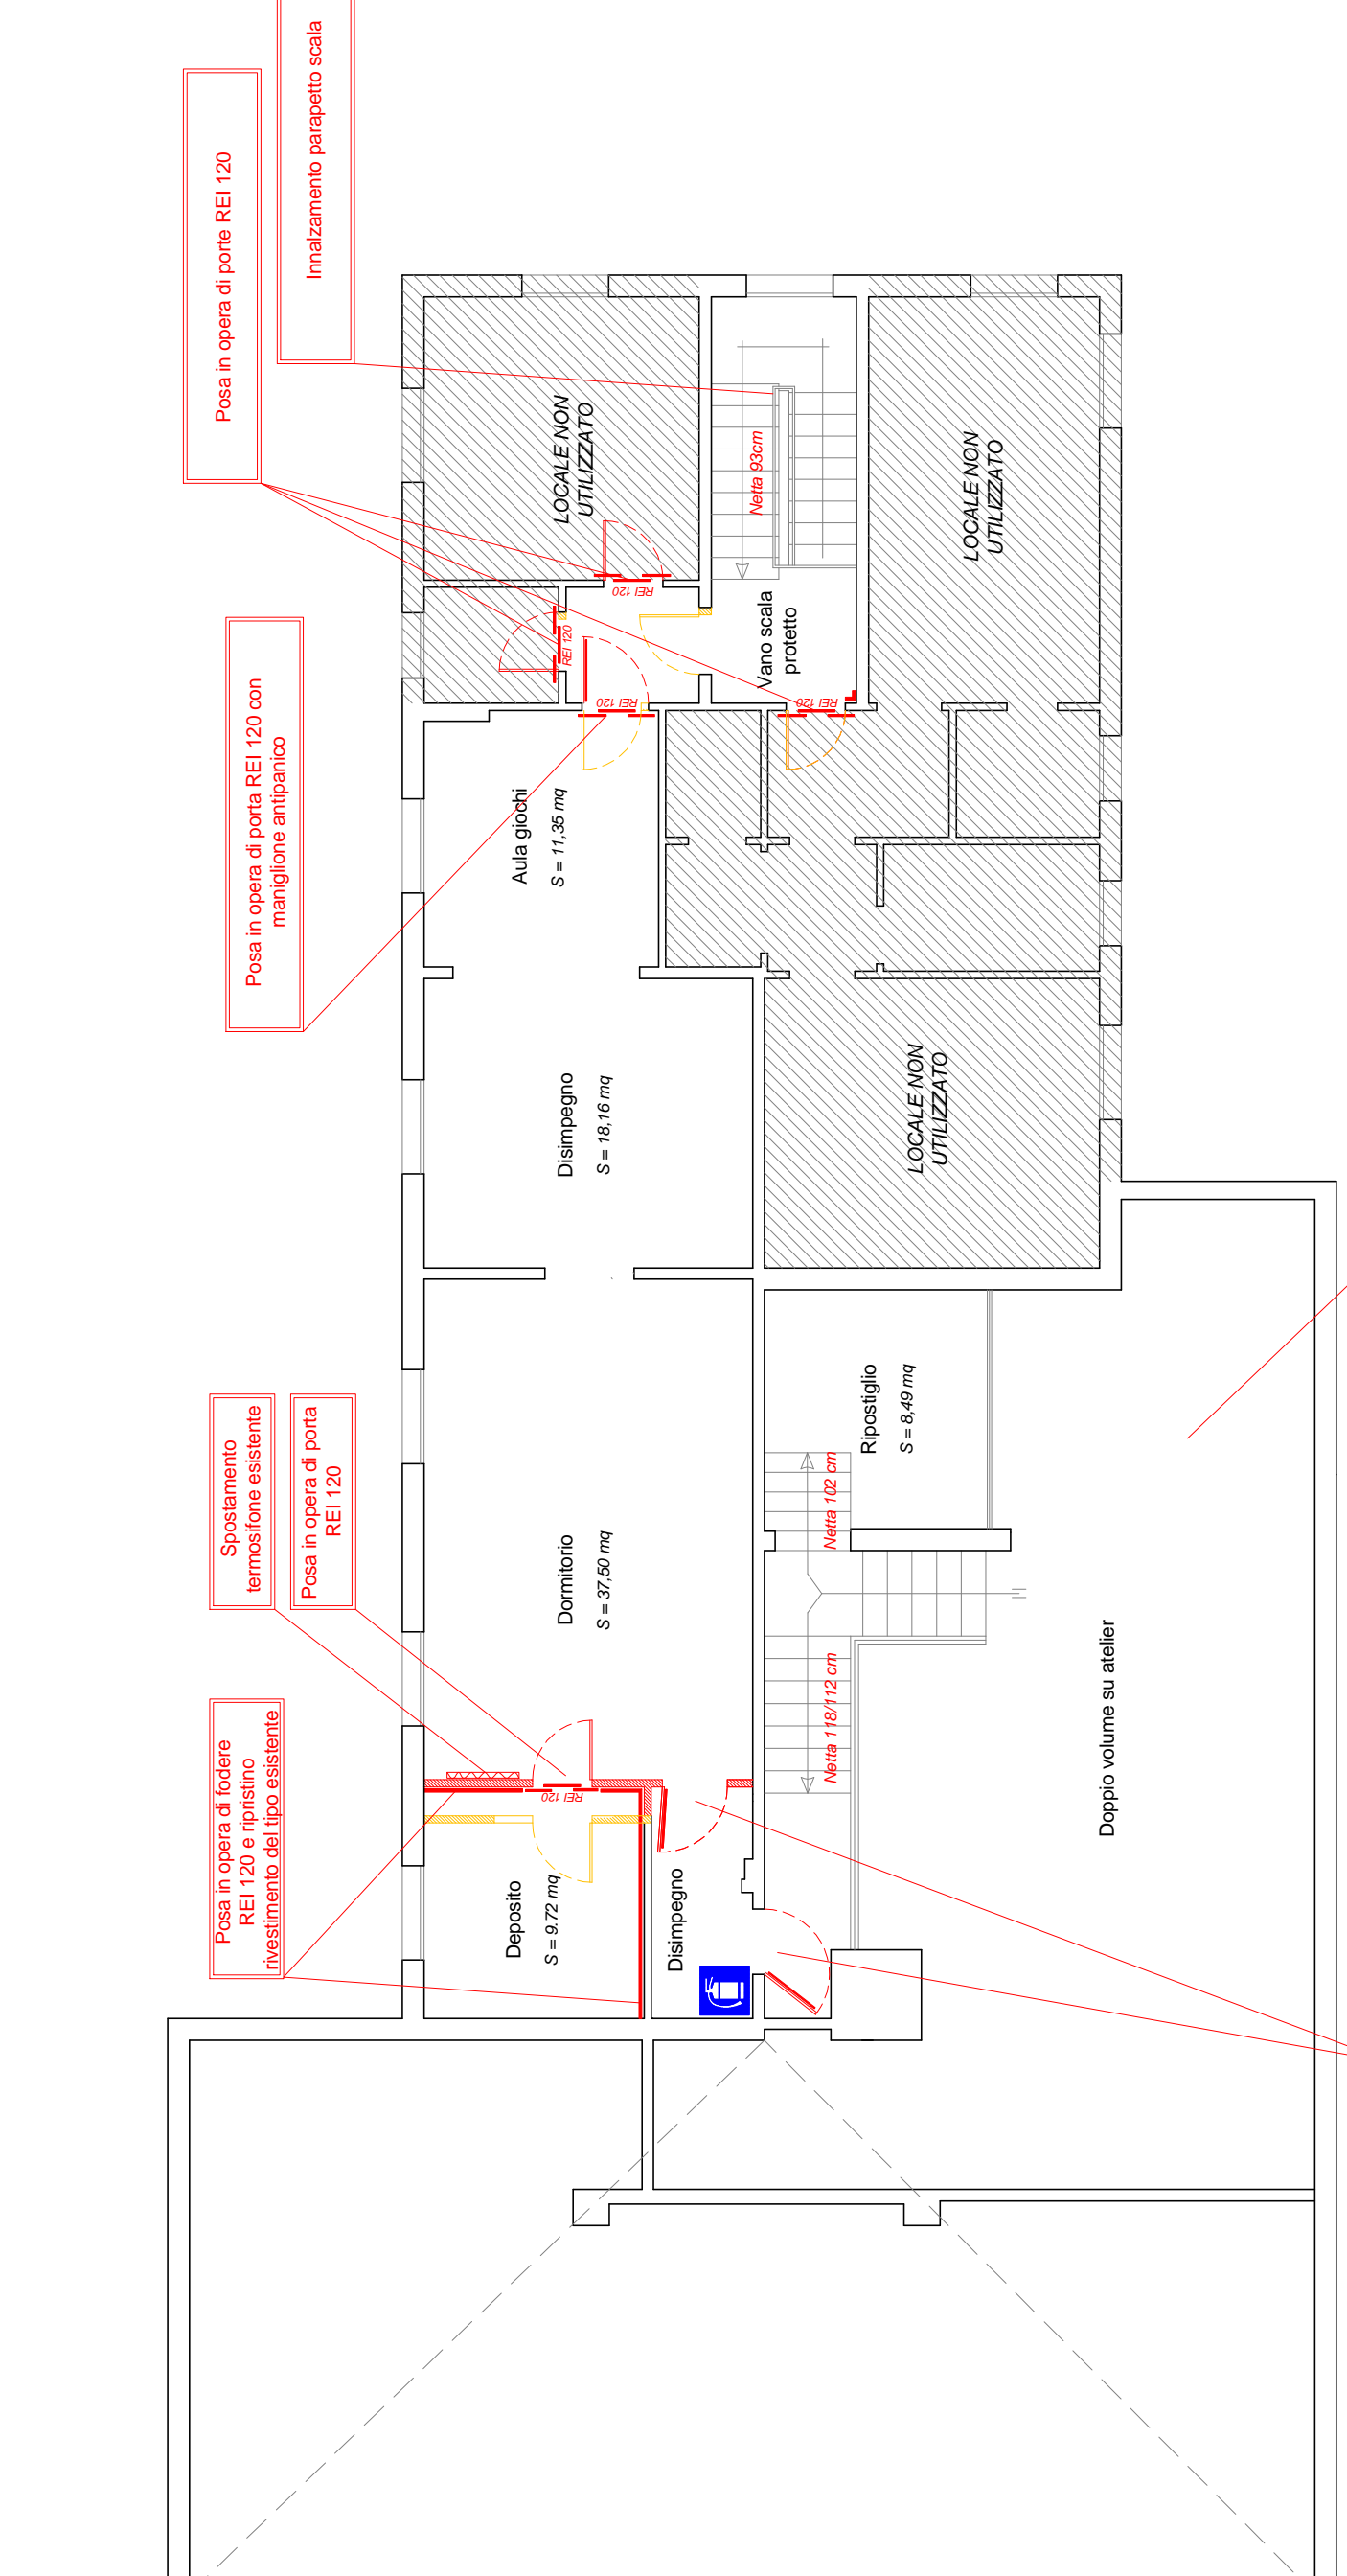 Innalzamento parapetto scala
Posa in opera di porte REI 120
LOCALE NON
UTILIZZATO
Netta 93cm
LOCALE NON
UTILIZZATO
REI 120
REI 120
Vano scala
protetto
REI 120
REI 120
Posa in opera di porta REI 120 con
maniglione antipanico
Aula giochi
S = 11,35 mq
Disimpegno
S = 18,16 mq
LOCALE NON
UTILIZZATO
Ripostiglio
S = 8,49 mq
Netta 102 cm
Spostamento
termosifone esistente
Posa in opera di porta
REI 120
Dormitorio
S = 37,50 mq
Netta 118/112 cm
Doppio volume su atelier
Posa in opera di fodere
REI 120 e ripristino
rivestimento del tipo esistente
REI 120
Deposito
S = 9.72 mq
Disimpegno